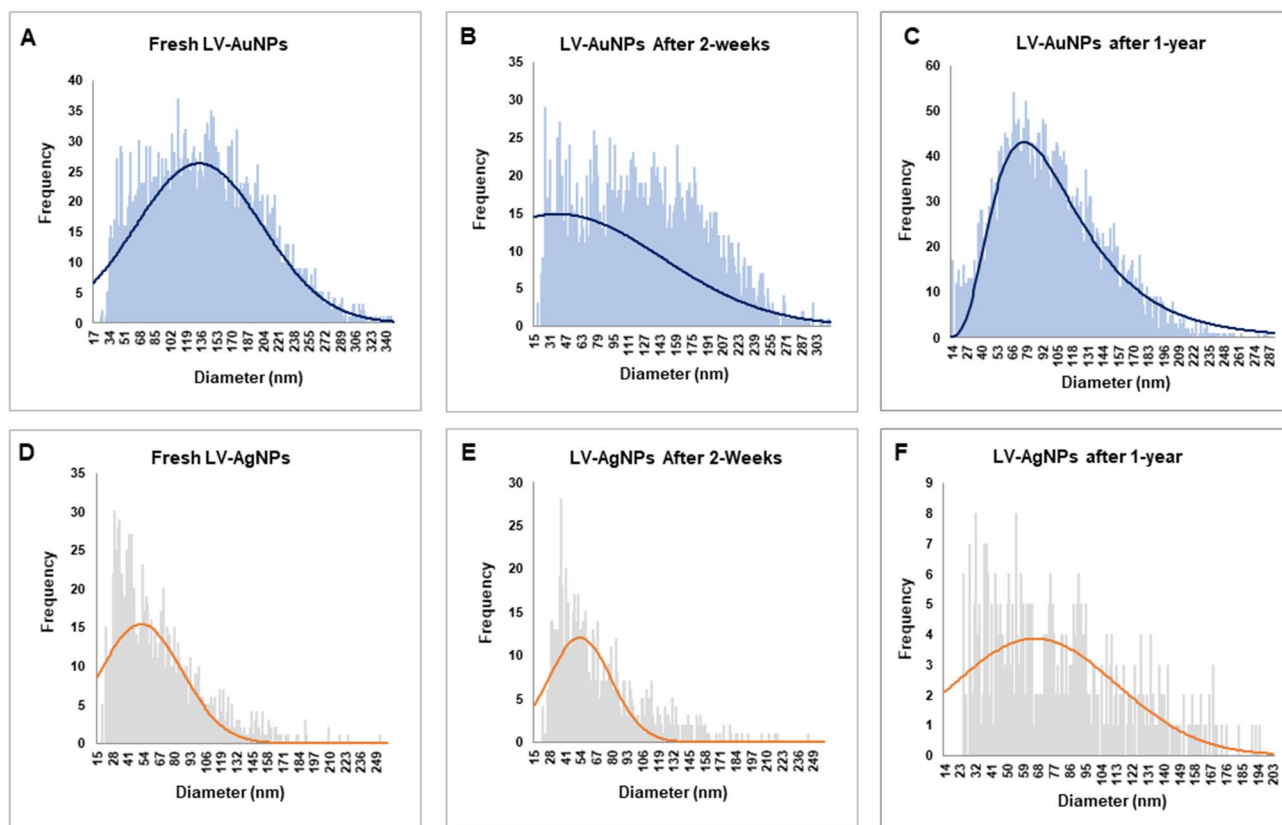 A
Fresh LV-AuNPs
Frequency
40
35
30
25
20
15
10
5
0
17 34 51 68 85 102 119 136 153 170 187 204 221 238 255 272 289 306 323 340
Diameter (nm)
B
LV-AuNPs After 2-weeks
Frequency
35
30
25
20
15
10
5
0
15 31 47 63 79 95 111 127 143 159 175 191 207 223 239 255 271 287 303
Diameter (nm)
C
LV-AuNPs after 1-year
Frequency
60
50
40
30
20
10
0
14 27 40 53 66 79 92 105 118 131 144 157 170 183 196 209 222 235 248 261 274 287
Diameter (nm)
D
Fresh LV-AgNPs
Frequency
35
30
25
20
15
10
5
0
15 28 41 54 67 80 93 106 119 132 145 158 171 184 197 210 223 236 249
Diameter (nm)
E
LV-AgNPs After 2-Weeks
Frequency
30
25
20
15
10
5
0
15 28 41 54 67 80 93 106 119 132 145 158 171 184 197 210 223 236 249
Diameter (nm)
F
LV-AgNPs after 1-year
Frequency
9
8
7
6
5
4
3
2
1
0
14 23 32 41 50 59 68 77 86 95 104 113 122 131 140 149 158 167 176 185 194 203
Diameter (nm)